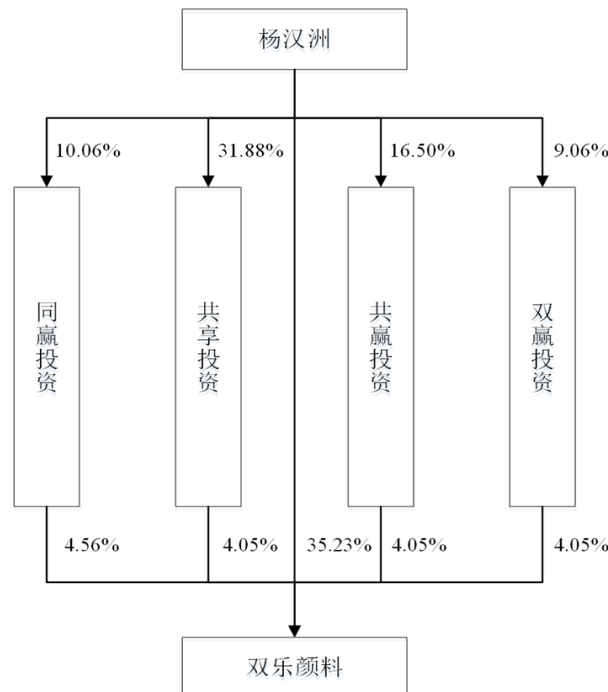 杨汉洲
10.06%
31.88%
16.50%
9.06%
同赢投资
共享投资
共赢投资
双赢投资
4.56%
4.05%
35.23%
4.05%
4.05%
双乐颜料